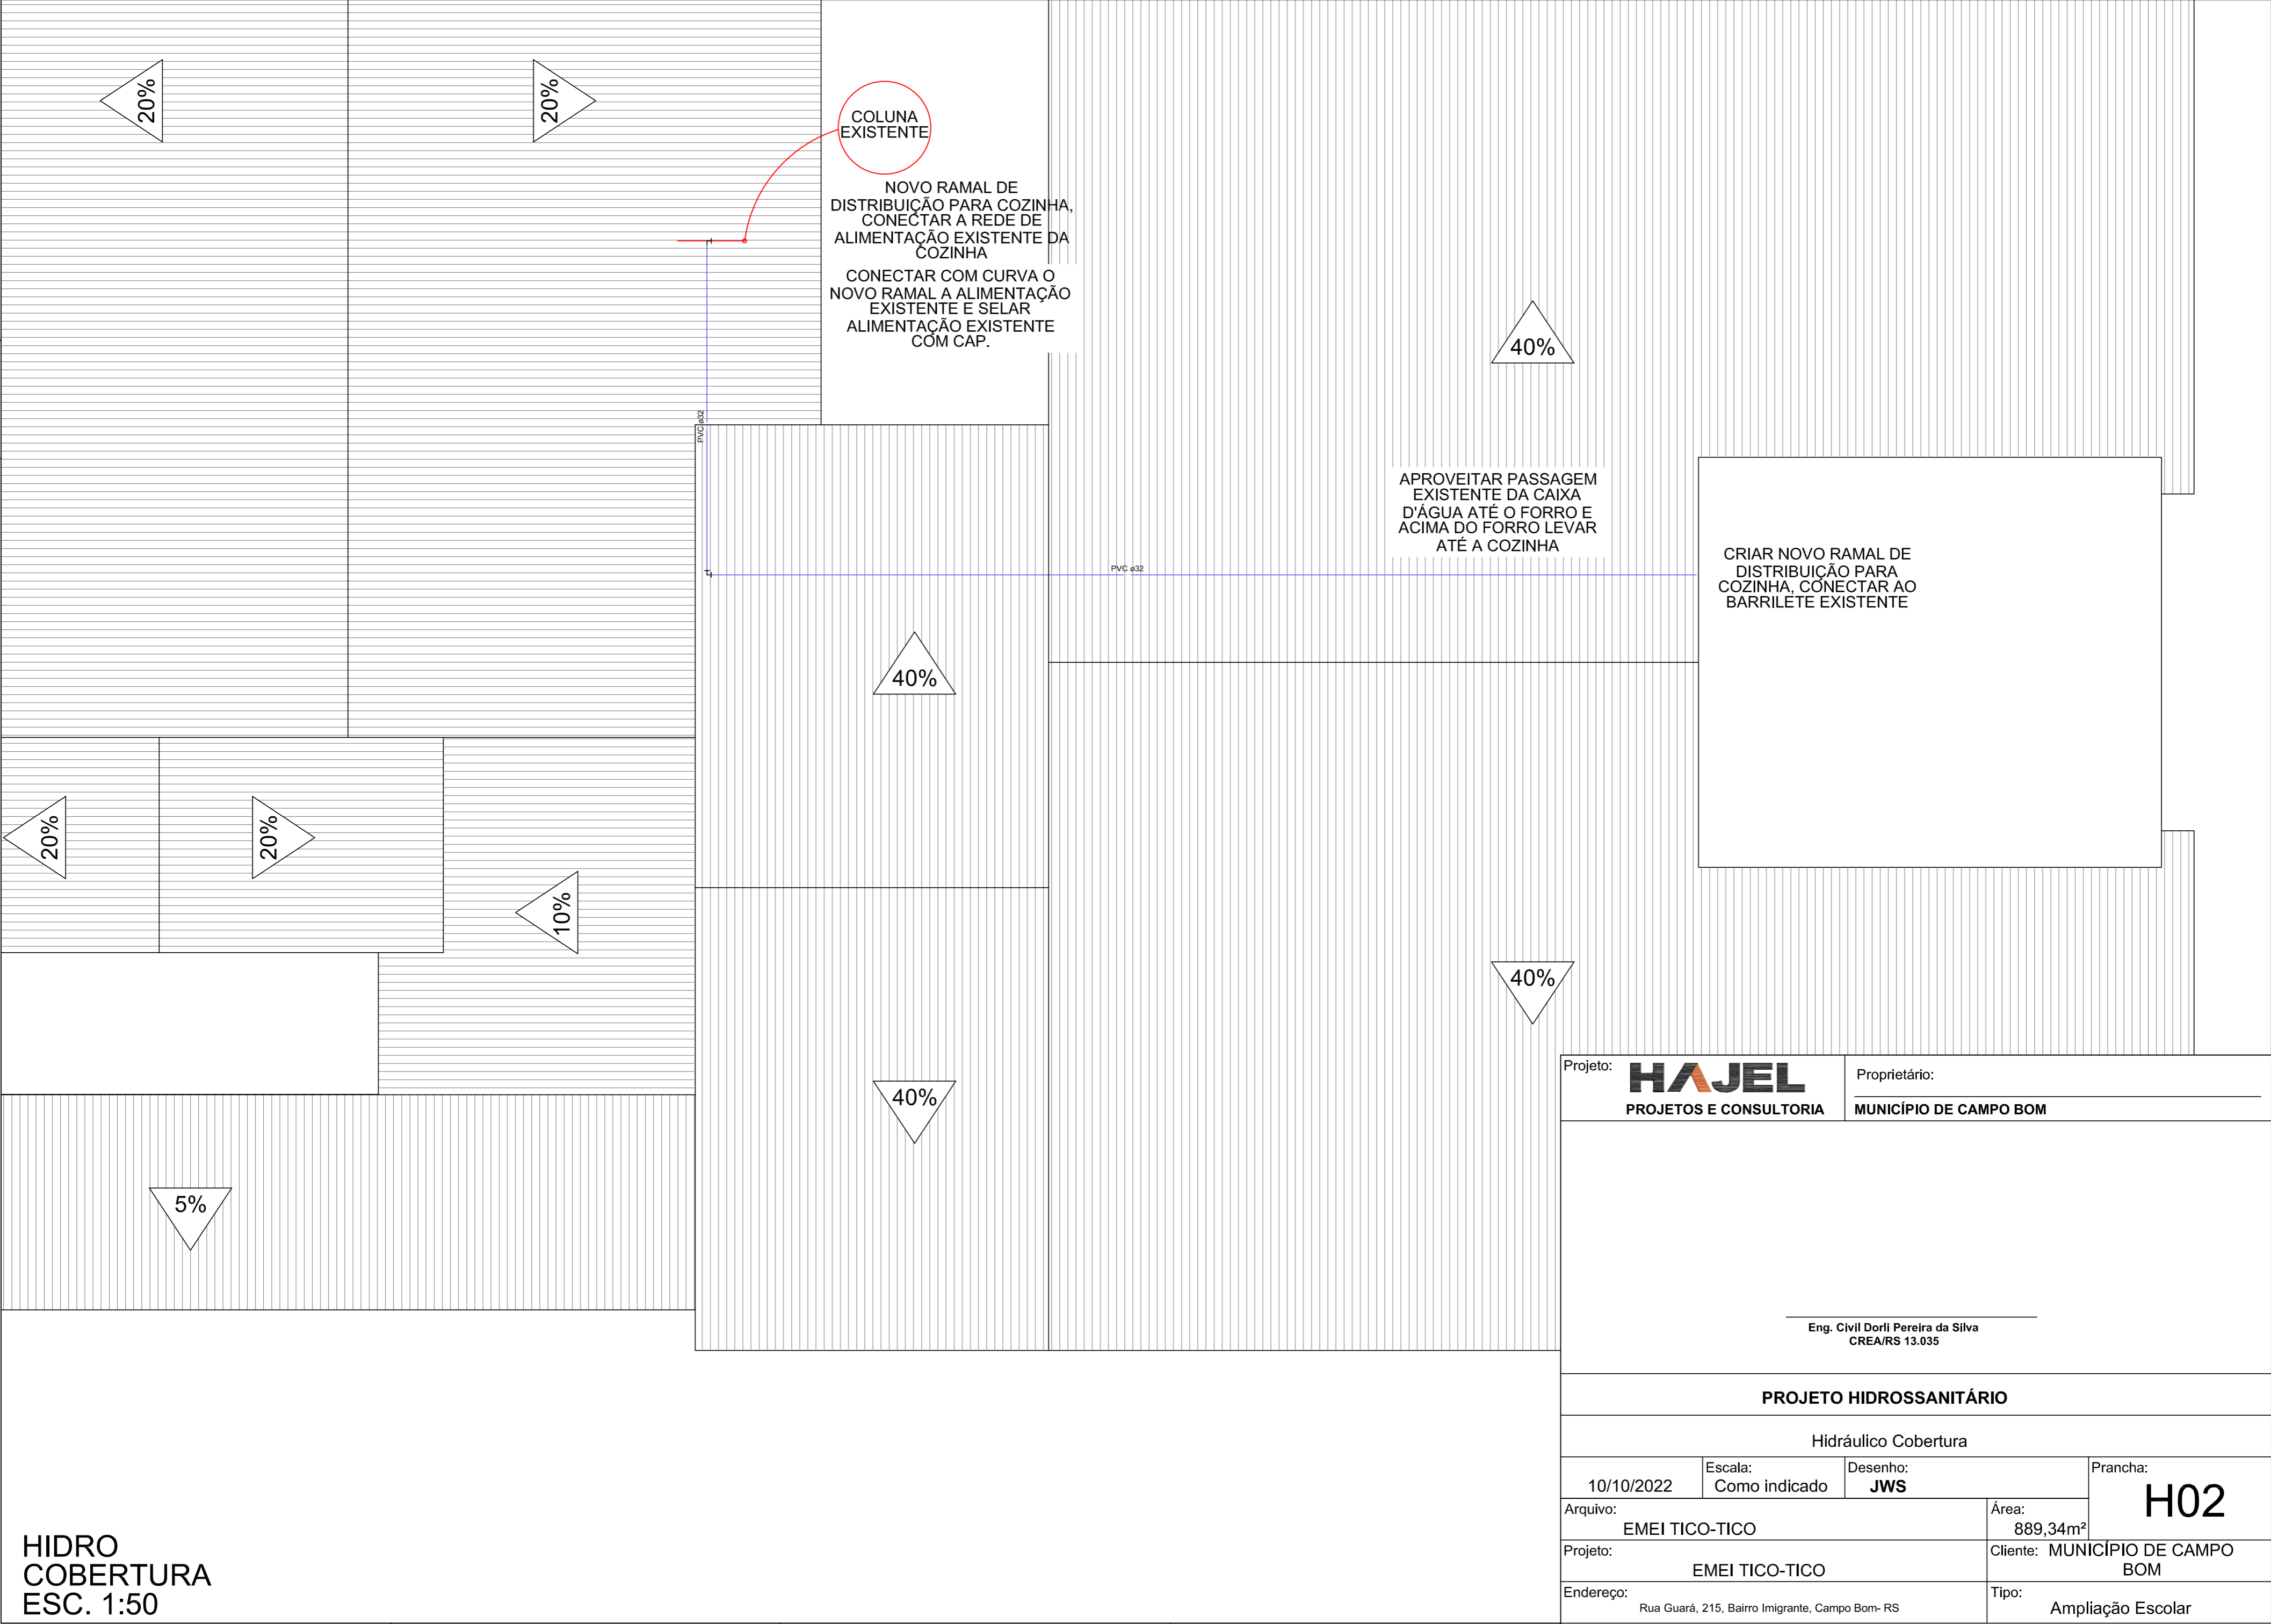 20%
20%
COLUNA
EXISTENTE
NOVO RAMAL DE
DISTRIBUIÇÃO PARA COZINHA,
CONECTAR A REDE DE
ALIMENTAÇÃO EXISTENTE DA
COZINHA
CONECTAR COM CURVA O
NOVO RAMAL A ALIMENTAÇÃO
EXISTENTE E SELAR
ALIMENTAÇÃO EXISTENTE
COM CAP.
40%
PVC ø32
APROVEITAR PASSAGEM
EXISTENTE DA CAIXA
D'ÁGUA ATÉ O FORRO E
ACIMA DO FORRO LEVAR
ATÉ A COZINHA
CRIAR NOVO RAMAL DE
DISTRIBUIÇÃO PARA
COZINHA, CONECTAR AO
BARRILETE EXISTENTE
PVC ø32
40%
20%
20%
10%
40%
40%
5%
Projeto:
HAJEL
PROJETOS E CONSULTORIA
Proprietário:
MUNICÍPIO DE CAMPO BOM
Eng. Civil Dorli Pereira da Silva
CREA/RS 13.035
PROJETO HIDROSSANITÁRIO
Hidráulico Cobertura
10/10/2022
Escala:
Como indicado
Desenho:
JWS
Prancha:
H02
Arquivo:
EMEI TICO-TICO
Área:
889,34m²
Projeto:
EMEI TICO-TICO
Cliente: MUNICÍPIO DE CAMPO
BOM
Endereço:
Rua Guará, 215, Bairro Imigrante, Campo Bom- RS
Tipo:
Ampliação Escolar
HIDRO
COBERTURA
ESC. 1:50